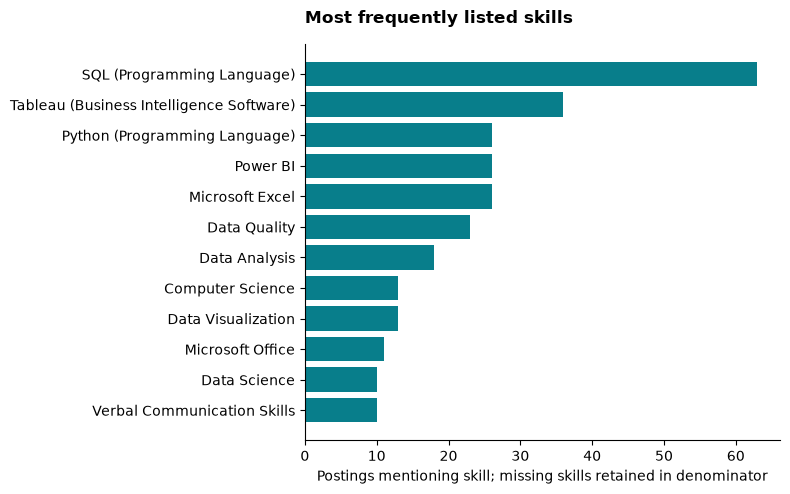 Most frequently listed skills
SQL (Programming Language)
Tableau (Business Intelligence Software)
Python (Programming Language)
Power BI
Microsoft Excel
Data Quality
Data Analysis
Computer Science
Data Visualization
Microsoft Office
Data Science
Verbal Communication Skills
0 10 20 30 40 50 60
Postings mentioning skill; missing skills retained in denominator